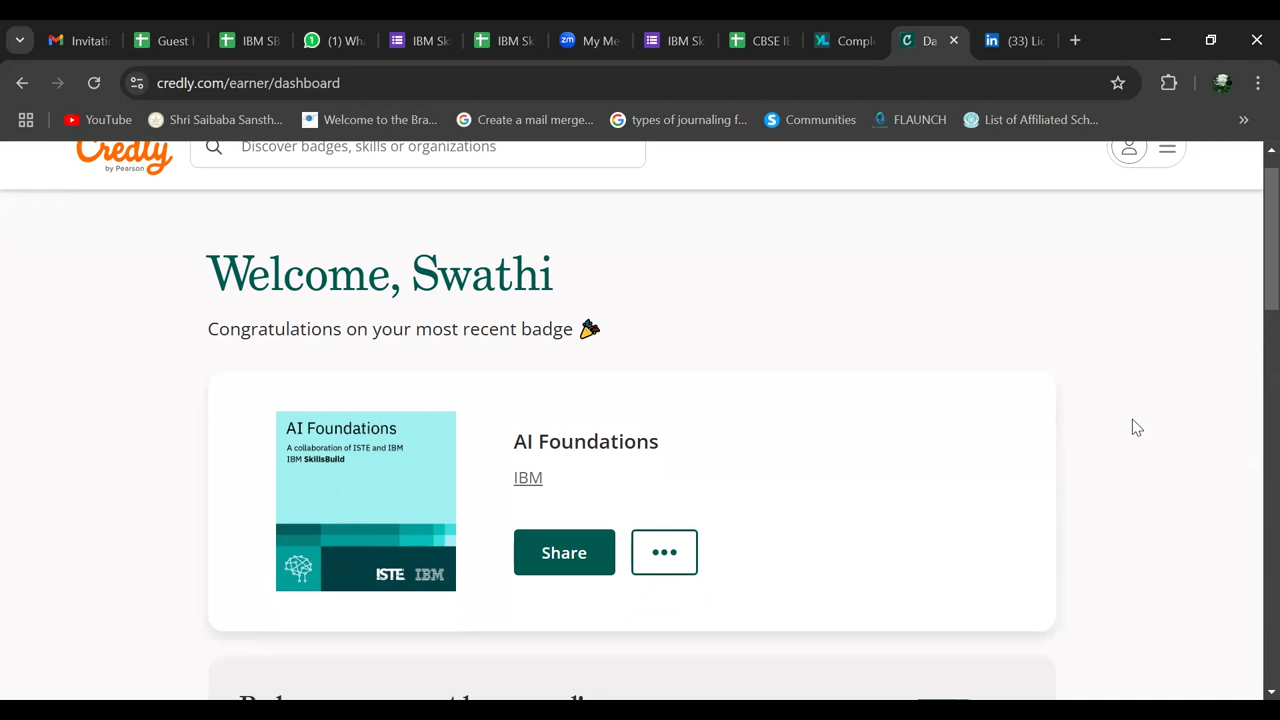 Invitati
Guest L
IBM SB
(1) Wha
IBM Sk
IBM Sk
My Me
IBM Sk
CBSE IB
Compl
Da
(33) Lic
credly.com/earner/dashboard
YouTube
Shri Saibaba Sansth...
Welcome to the Bra...
Create a mail merge...
types of journaling f...
Communities
FLAUNCH
List of Affiliated Sch...
Credly
by Pearson
Discover badges, skills or organizations
Welcome, Swathi
Congratulations on your most recent badge
AI Foundations
A collaboration of ISTE and IBM
IBM SkillsBuild
ISTE IBM
AI Foundations
IBM
Share